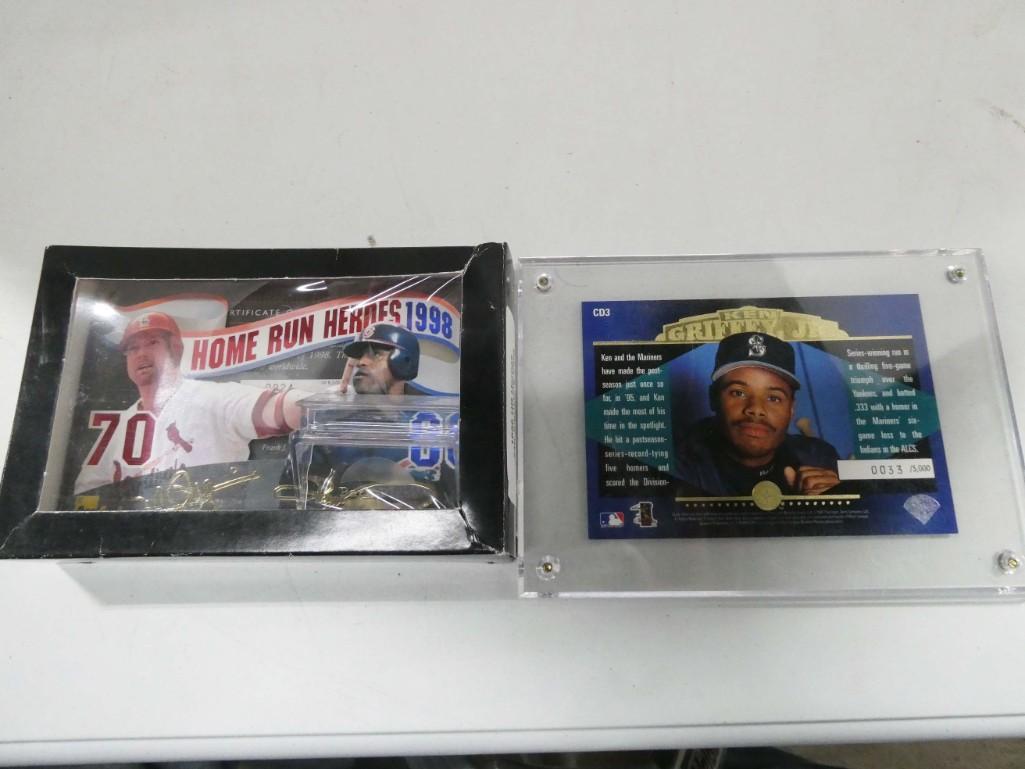 HOME RUN HEROES 1998
1998. Th
worldwide.
70
CD3
KEN
GRIFFEY, JR.
Ken and the Mariners
have made the post-
season just once so
far, in '95, and Ken
made the most of his
time in the spotlight.
He hit a postseason-
series-record-tying
five homers and
scored the Division-
Series-winning run in
a thrilling five-game
triumph over the
Yankees, and batted
.333 with a homer in
the Mariners' six-
game loss to the
Indians in the ALCS.
0033 /5,000